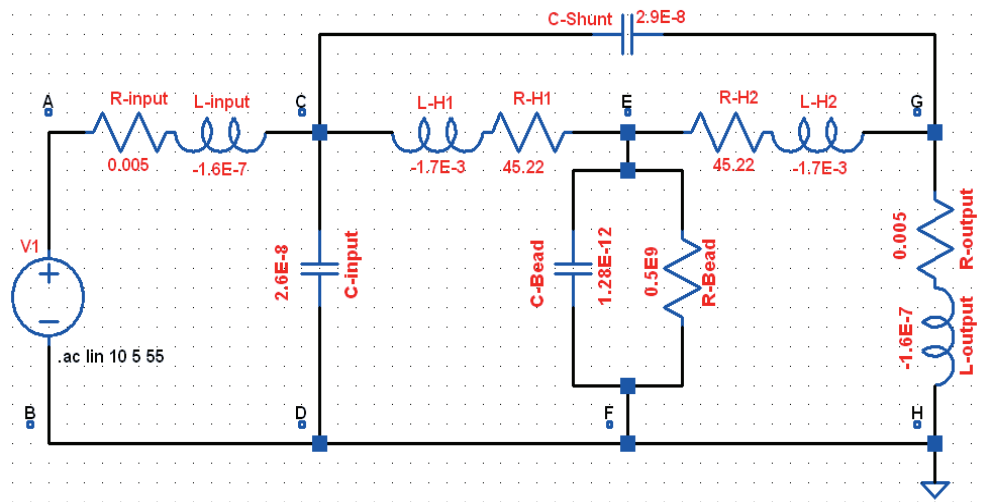 C-Shunt 2.9E-8
A
R-input
L-input
C
L-H1
R-H1
E
R-H2
L-H2
G
0.005
-1.6E-7
-1.7E-3
45.22
45.22
-1.7E-3
V1
+
2.6E-8
C-input
C-Bead
1.28E-12
0.5E9
R-Bead
0.005
R-output
-1.6E-7
L-output
.ac lin 10 5 55
B
D
F
H